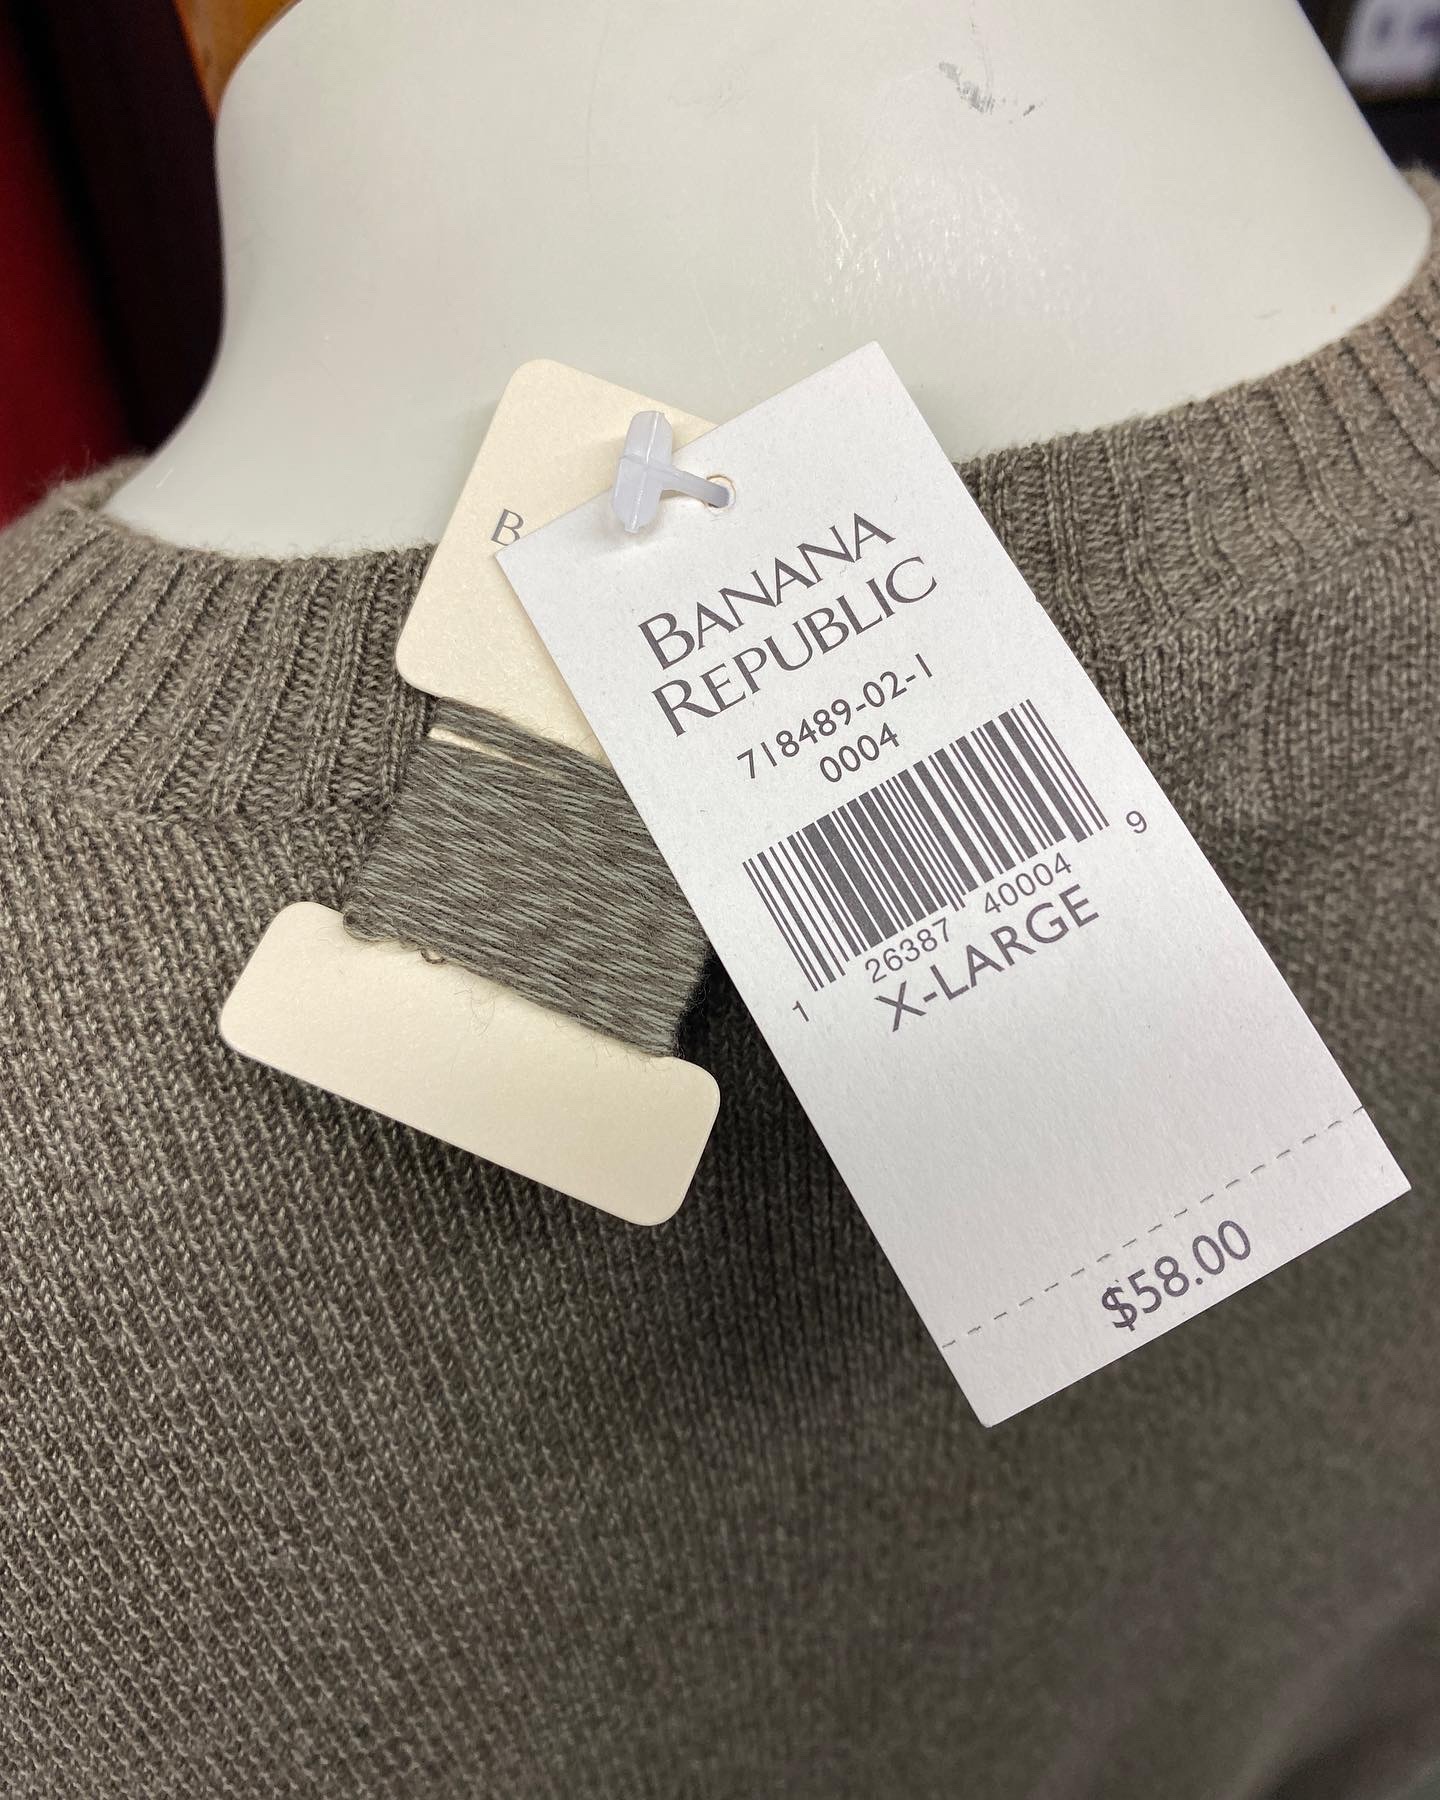 B
BANANA
REPUBLIC
718489-02-1
0004
1 26387 40004 9
X-LARGE
$58.00